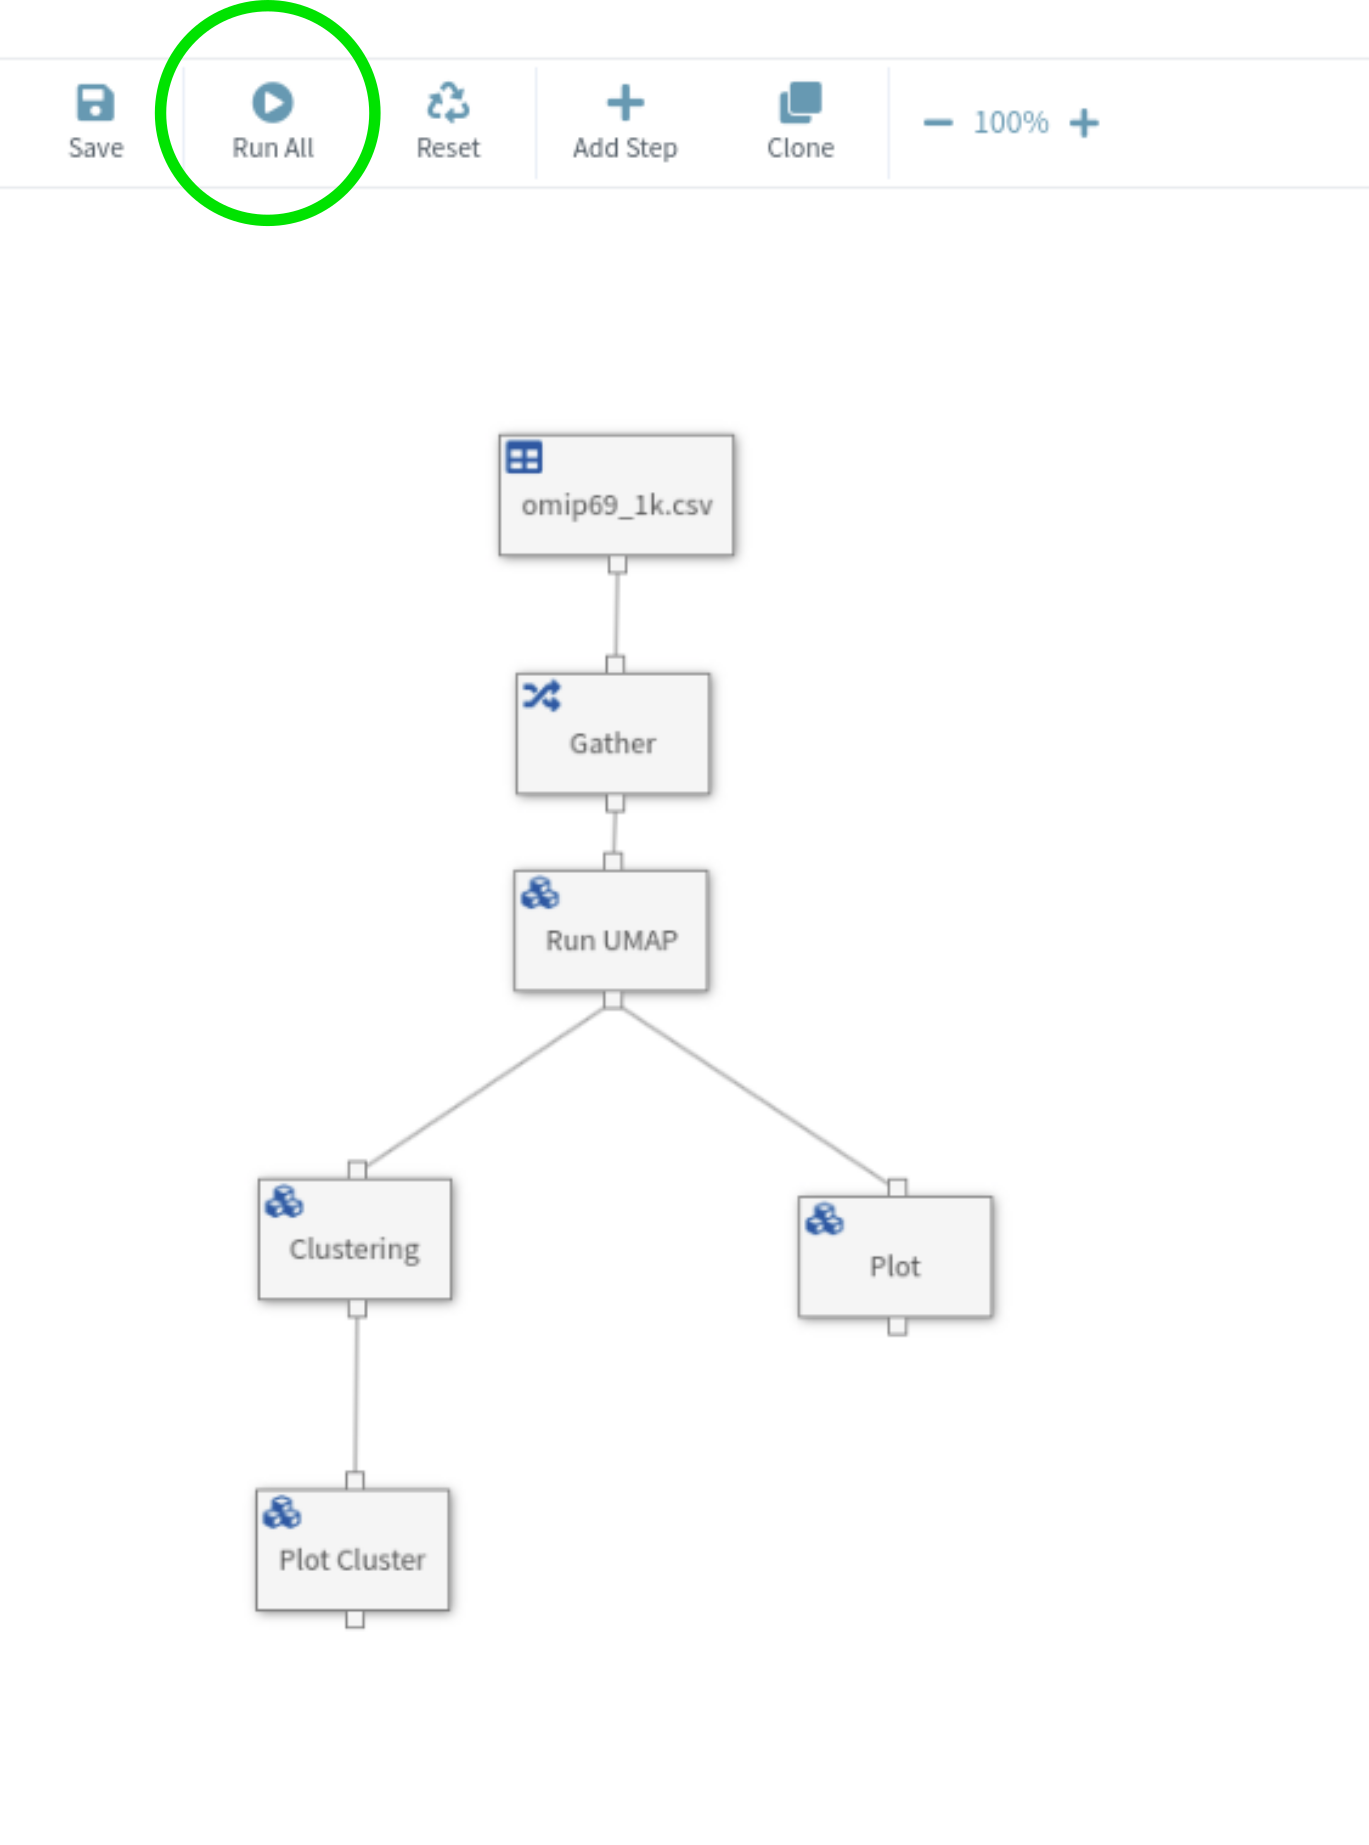 Save Run All Reset Add Step Clone 100%
omip69_1k.csv
Gather
Run UMAP
Clustering
Plot
Plot Cluster